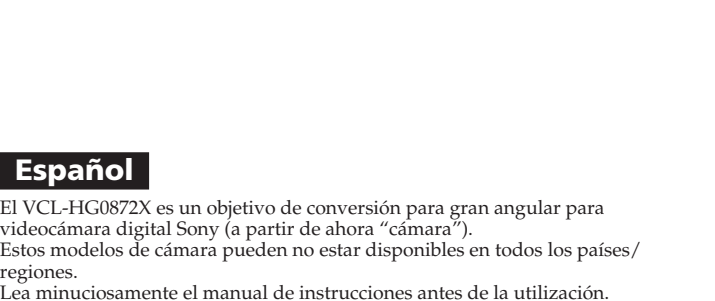 Español
El VCL-HG0872X es un objetivo de conversión para gran angular para
videocámara digital Sony (a partir de ahora “cámara”).
Estos modelos de cámara pueden no estar disponibles en todos los países/
regiones.
Lea minuciosamente el manual de instrucciones antes de la utilización.